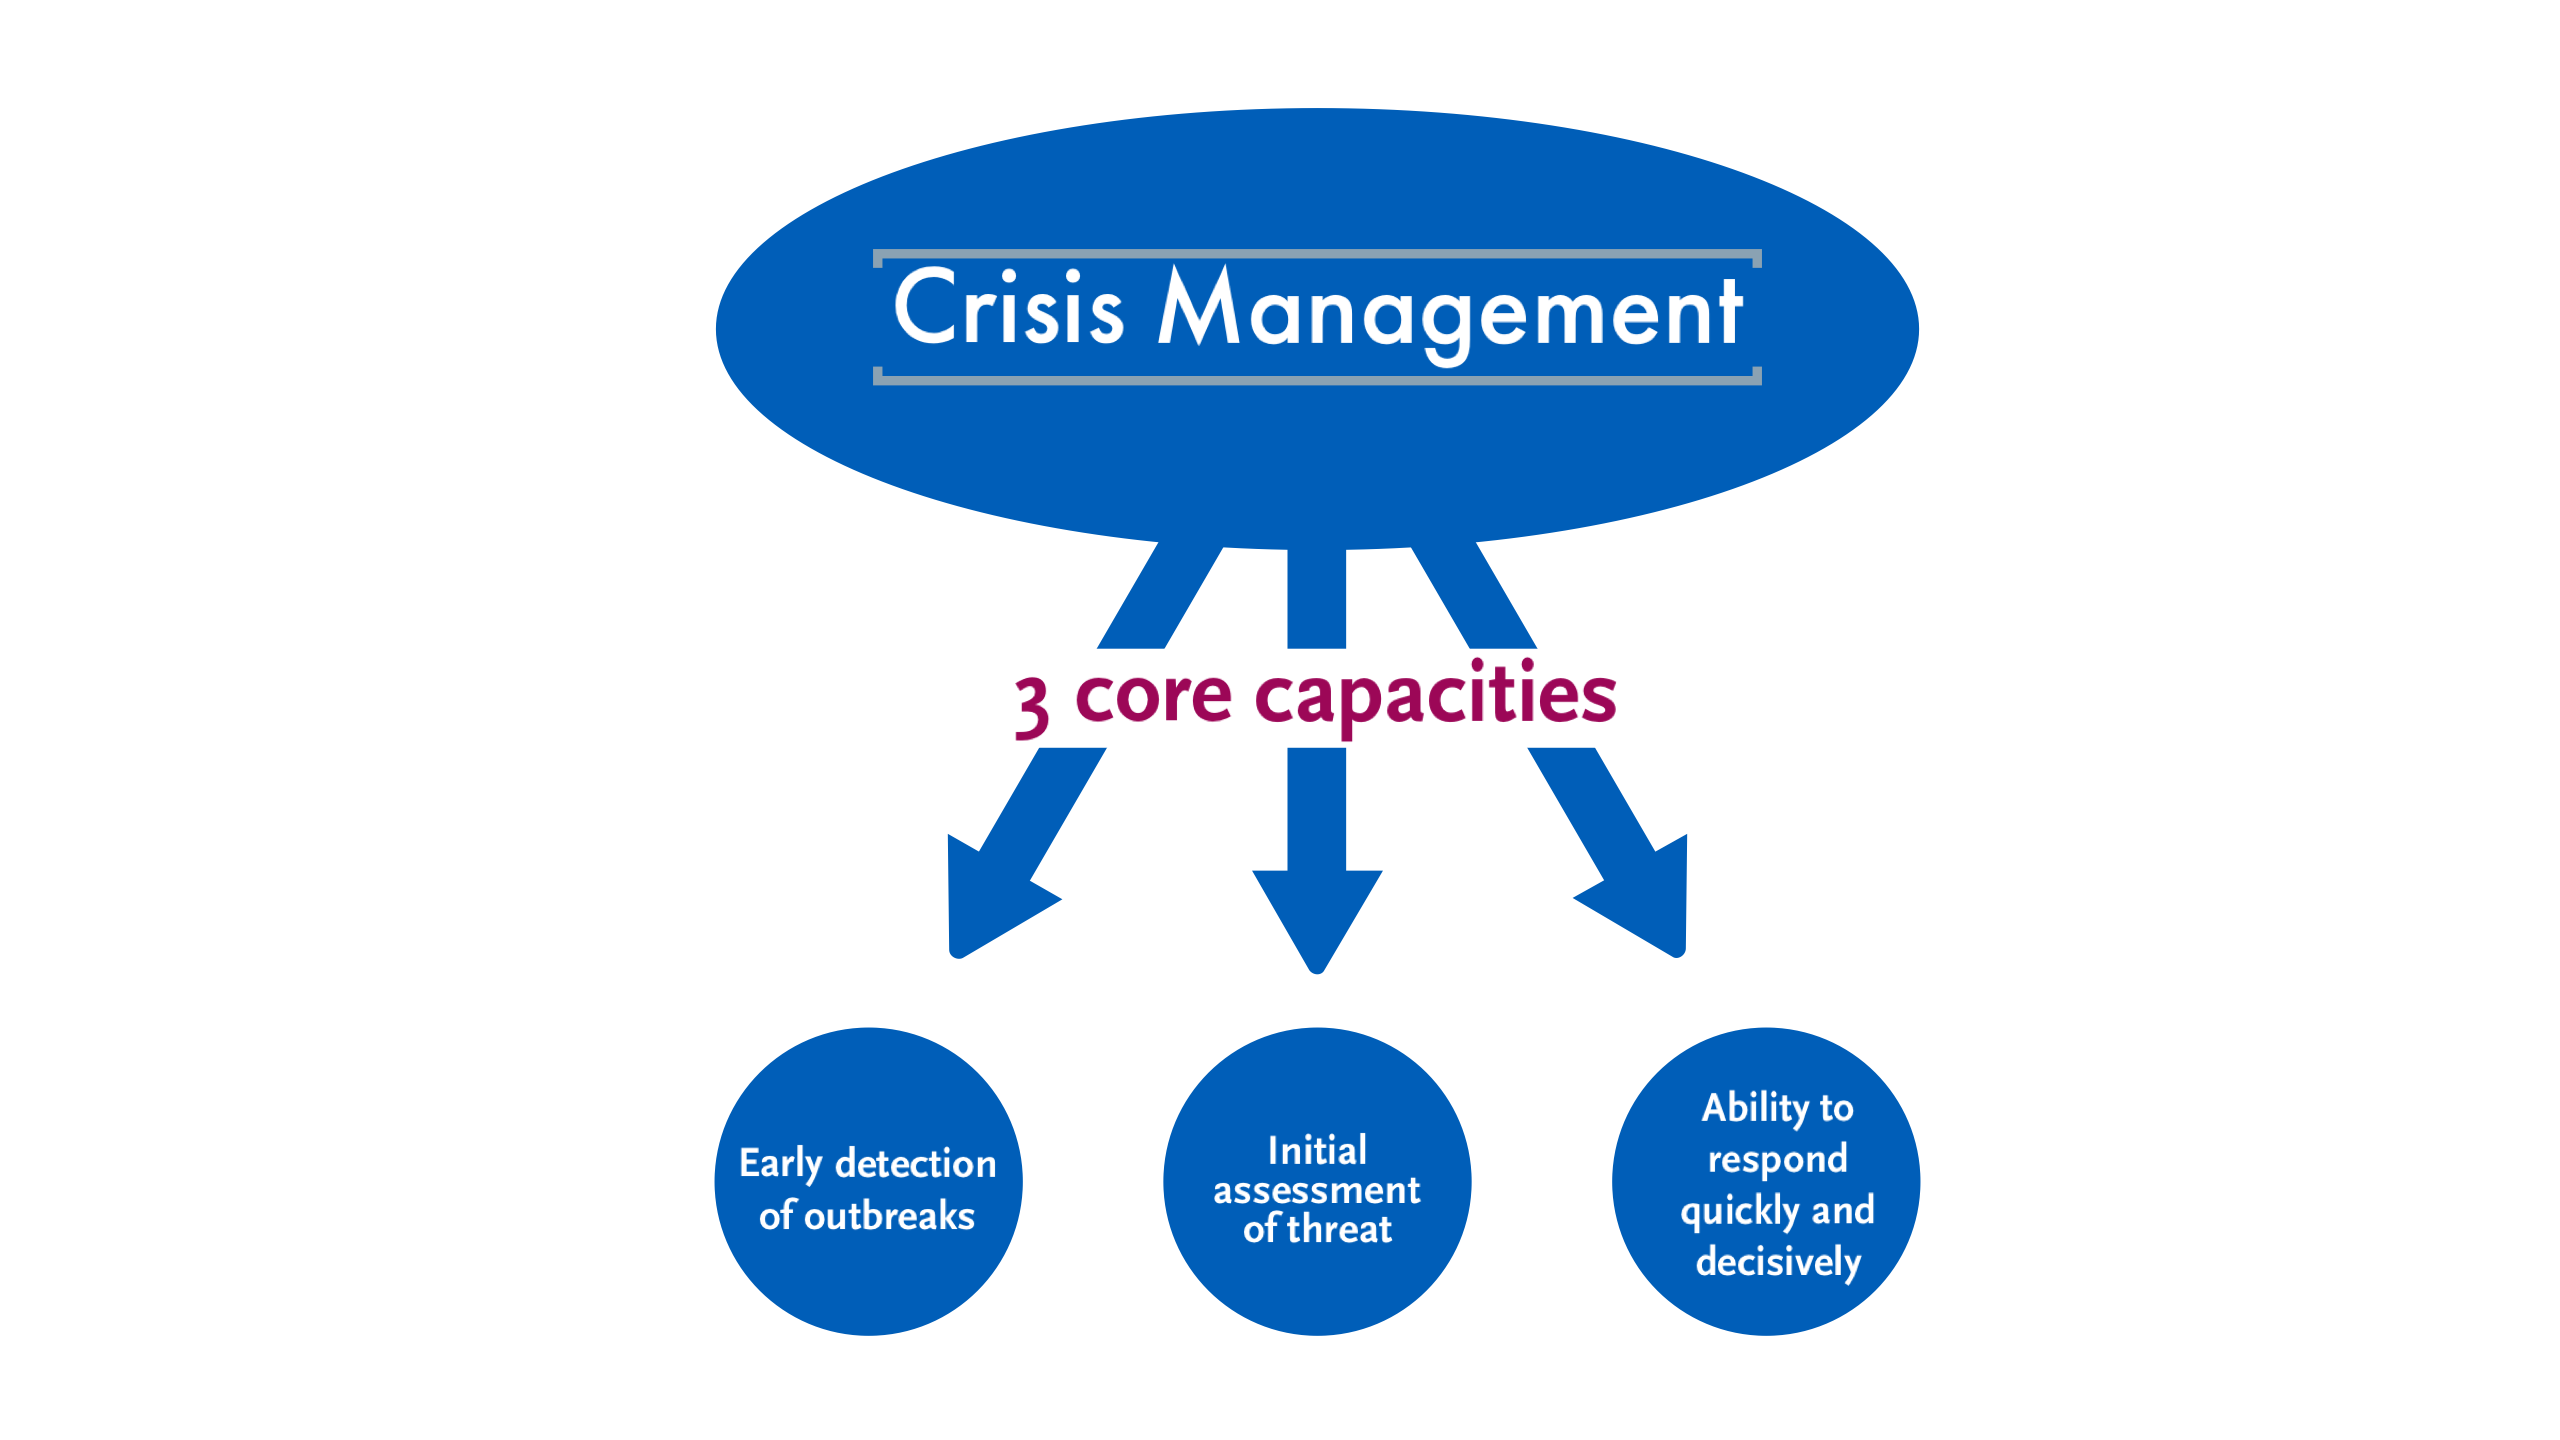 Crisis Management
3 core capacities
Early detection
of outbreaks
Initial
assessment
of threat
Ability to
respond
quickly and
decisively